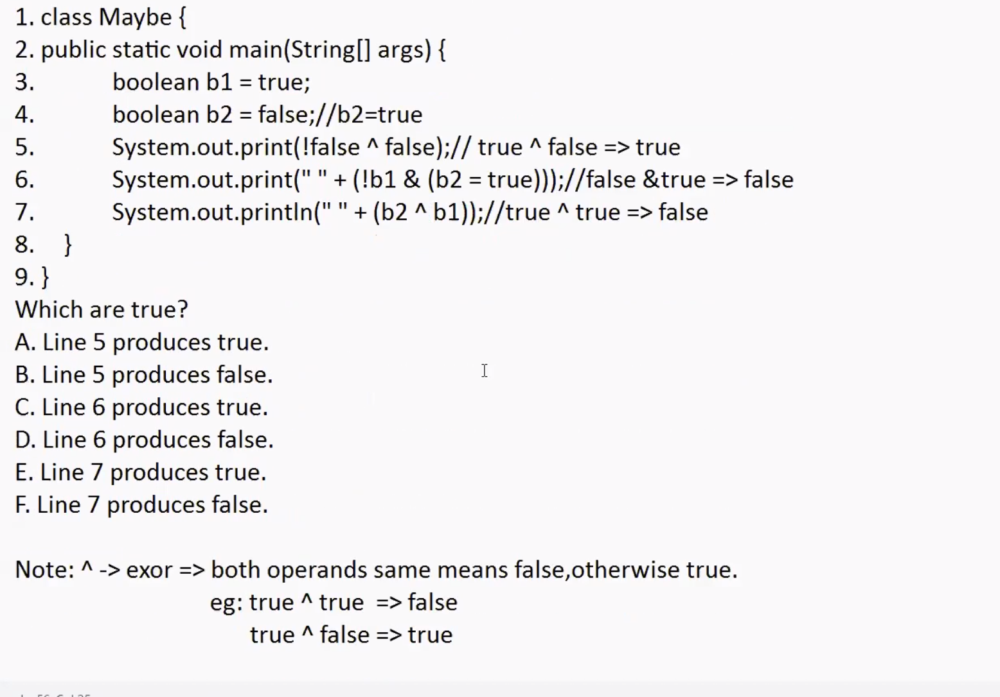 1. class Maybe {
2. public static void main(String[] args) {
3. boolean b1 = true;
4. boolean b2 = false;//b2=true
5. System.out.print(!false ^ false);// true ^ false => true
6. System.out.print(" " + (!b1 & (b2 = true)));//false &true => false
7. System.out.println(" " + (b2 ^ b1));//true ^ true => false
8. }
9. }
Which are true?
A. Line 5 produces true.
B. Line 5 produces false.
C. Line 6 produces true.
D. Line 6 produces false.
E. Line 7 produces true.
F. Line 7 produces false.
Note: ^ -> exor => both operands same means false,otherwise true.
eg: true ^ true => false
true ^ false => true